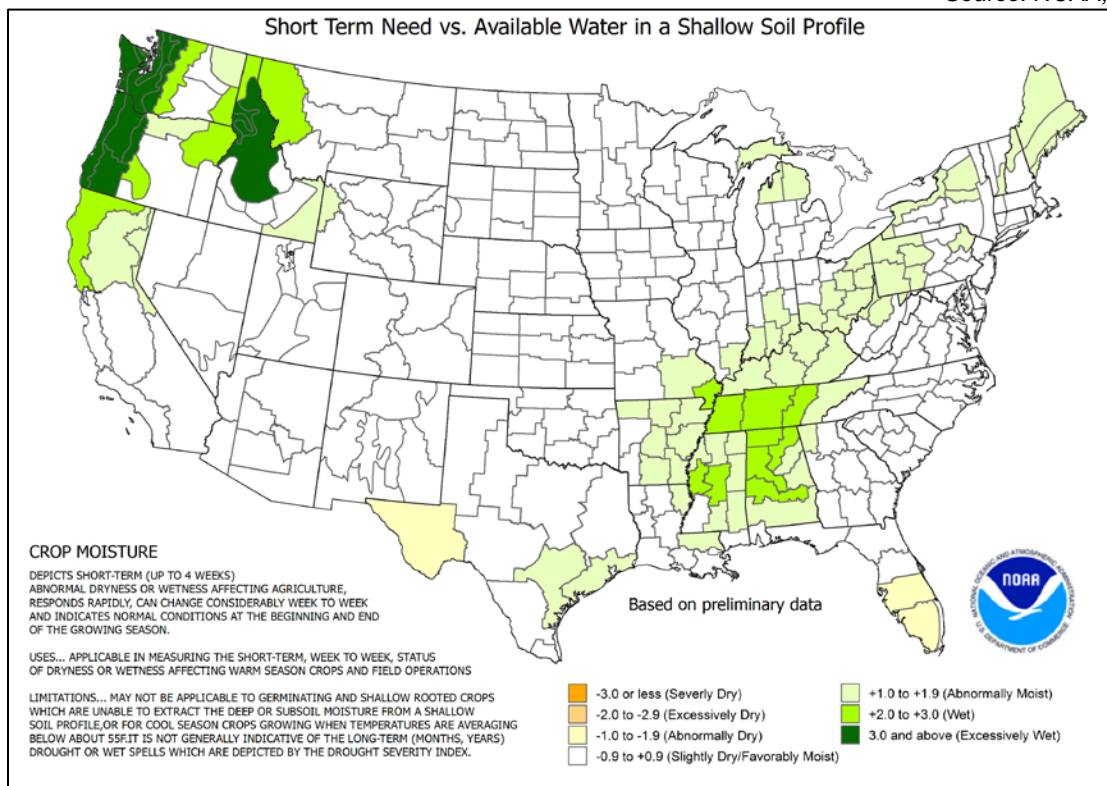 Short Term Need vs. Available Water in a Shallow Soil Profile
CROP MOISTURE
DEPICTS SHORT-TERM (UP TO 4 WEEKS)
ABNORMAL DRYNESS OR WETNESS AFFECTING AGRICULTURE,
RESPONDS RAPIDLY, CAN CHANGE CONSIDERABLY WEEK TO WEEK
AND INDICATES NORMAL CONDITIONS AT THE BEGINNING AND END
OF THE GROWING SEASON.
USES... APPLICABLE IN MEASURING THE SHORT-TERM, WEEK TO WEEK, STATUS
OF DRYNESS OR WETNESS AFFECTING WARM SEASON CROPS AND FIELD OPERATIONS
LIMITATIONS... MAY NOT BE APPLICABLE TO GERMINATING AND SHALLOW ROOTED CROPS
WHICH ARE UNABLE TO EXTRACT THE DEEP OR SUBSOIL MOISTURE FROM A SHALLOW
SOIL PROFILE,OR FOR COOL SEASON CROPS GROWING WHEN TEMPERATURES ARE AVERAGING
BELOW ABOUT 55F.IT IS NOT GENERALLY INDICATIVE OF THE LONG-TERM (MONTHS, YEARS)
DROUGHT OR WET SPELLS WHICH ARE DEPICTED BY THE DROUGHT SEVERITY INDEX.
Based on preliminary data
NATIONAL OCEANIC AND ATMOSPHERIC ADMINISTRATION
NOAA
U.S. DEPARTMENT OF COMMERCE
-3.0 or less (Severly Dry)
-2.0 to -2.9 (Excessively Dry)
-1.0 to -1.9 (Abnormally Dry)
-0.9 to +0.9 (Slightly Dry/Favorably Moist)
+1.0 to +1.9 (Abnormally Moist)
+2.0 to +3.0 (Wet)
3.0 and above (Excessively Wet)